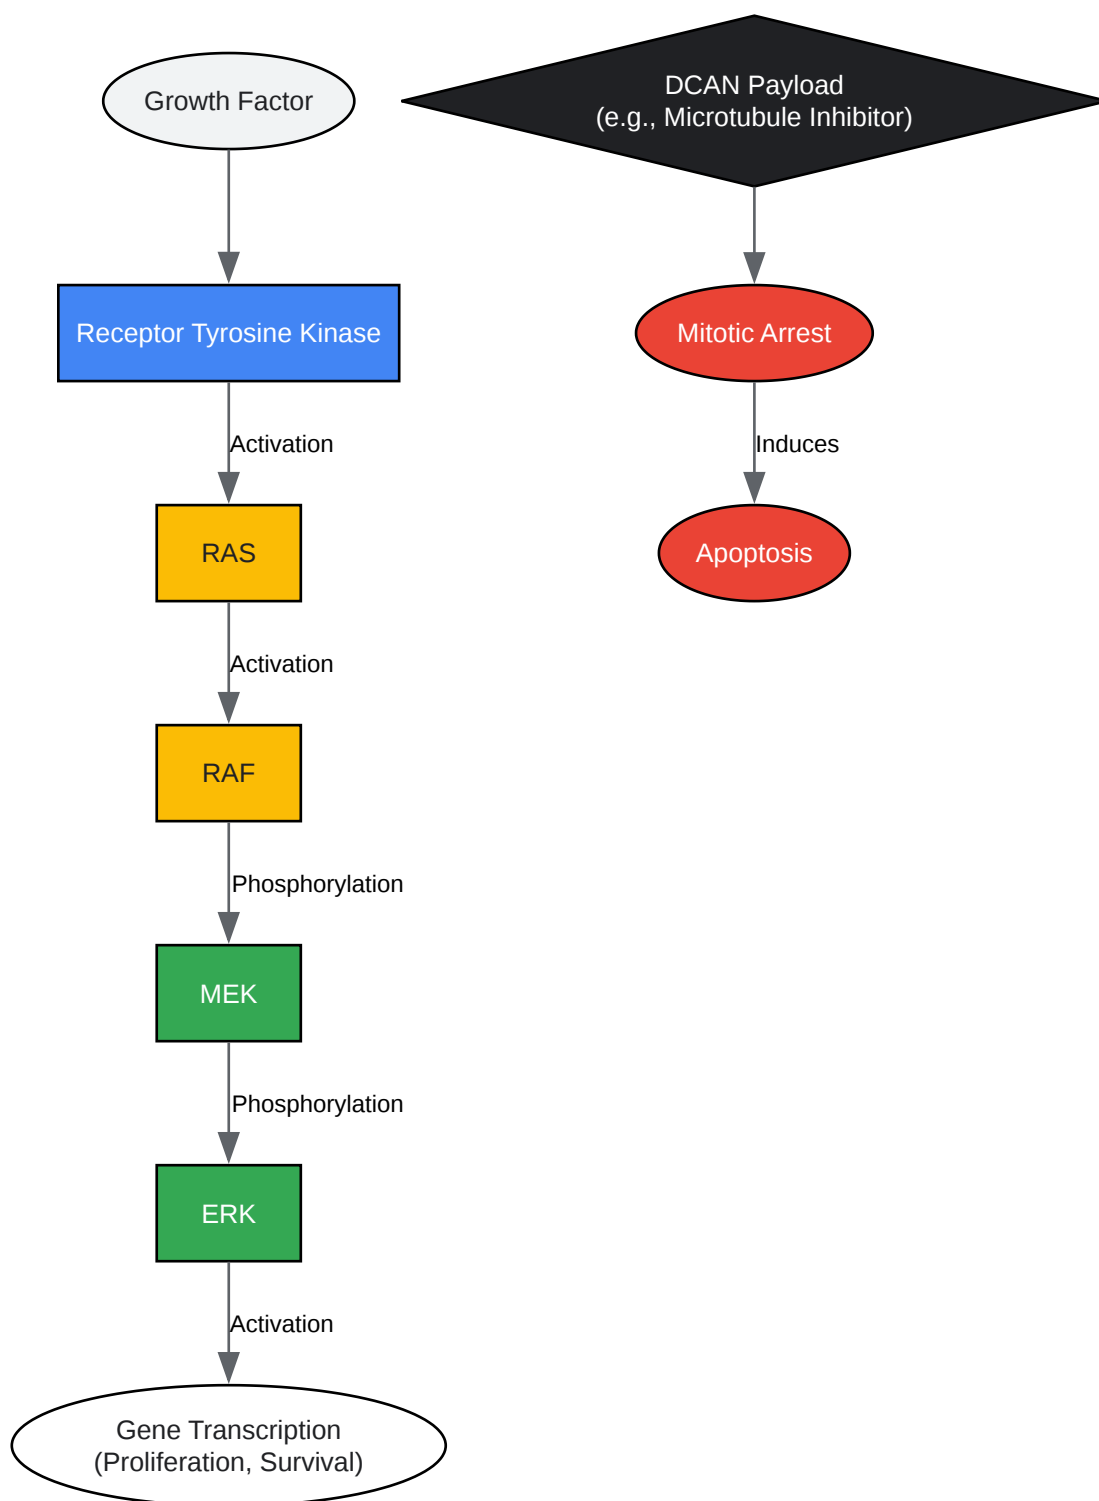 Growth Factor
DCAN Payload
(e.g., Microtubule Inhibitor)
Receptor Tyrosine Kinase
Mitotic Arrest
Activation
Induces
RAS
Apoptosis
Activation
RAF
Phosphorylation
MEK
Phosphorylation
ERK
Activation
Gene Transcription
(Proliferation, Survival)